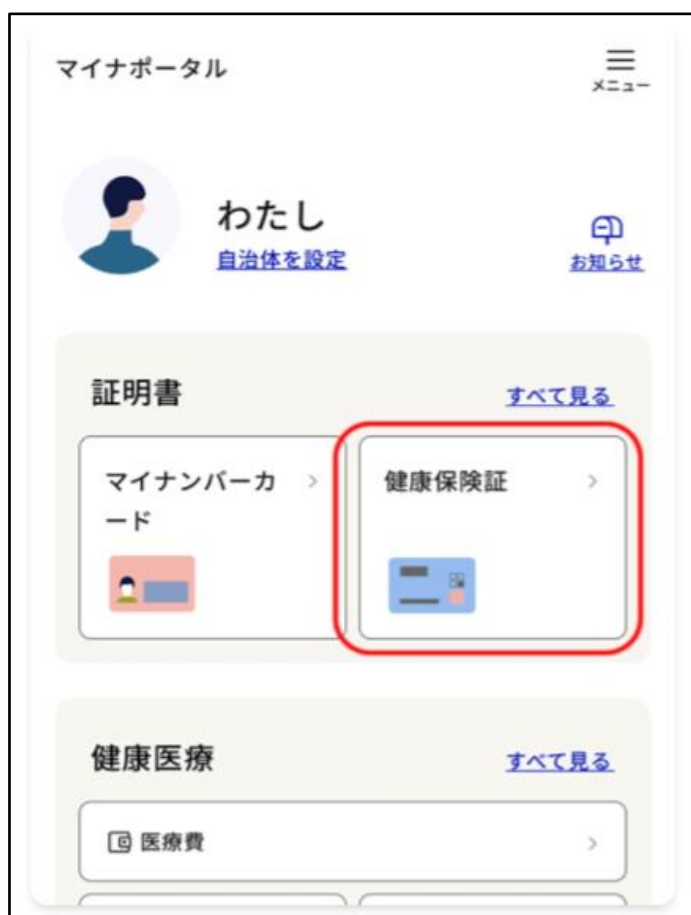 マイナポータル
メニュー
わたし
自治体を設定
お知らせ
証明書
すべて見る
マイナンバーカ
ード
健康保険証
健康医療
すべて見る
医療費